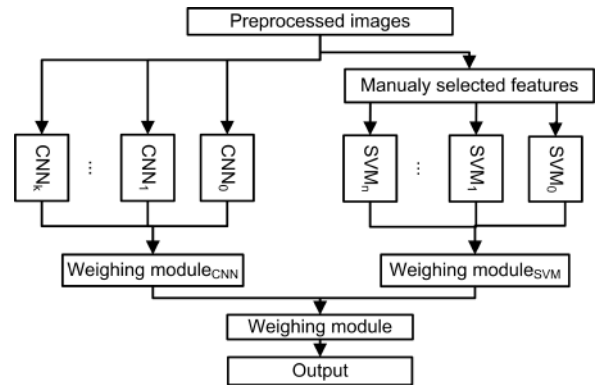 Preprocessed images
Manualy selected features
CNNₖ ... CNN₁ CNN₀ SVMₙ ... SVM₁ SVM₀
Weighing moduleCNN Weighing moduleSVM
Weighing module
Output